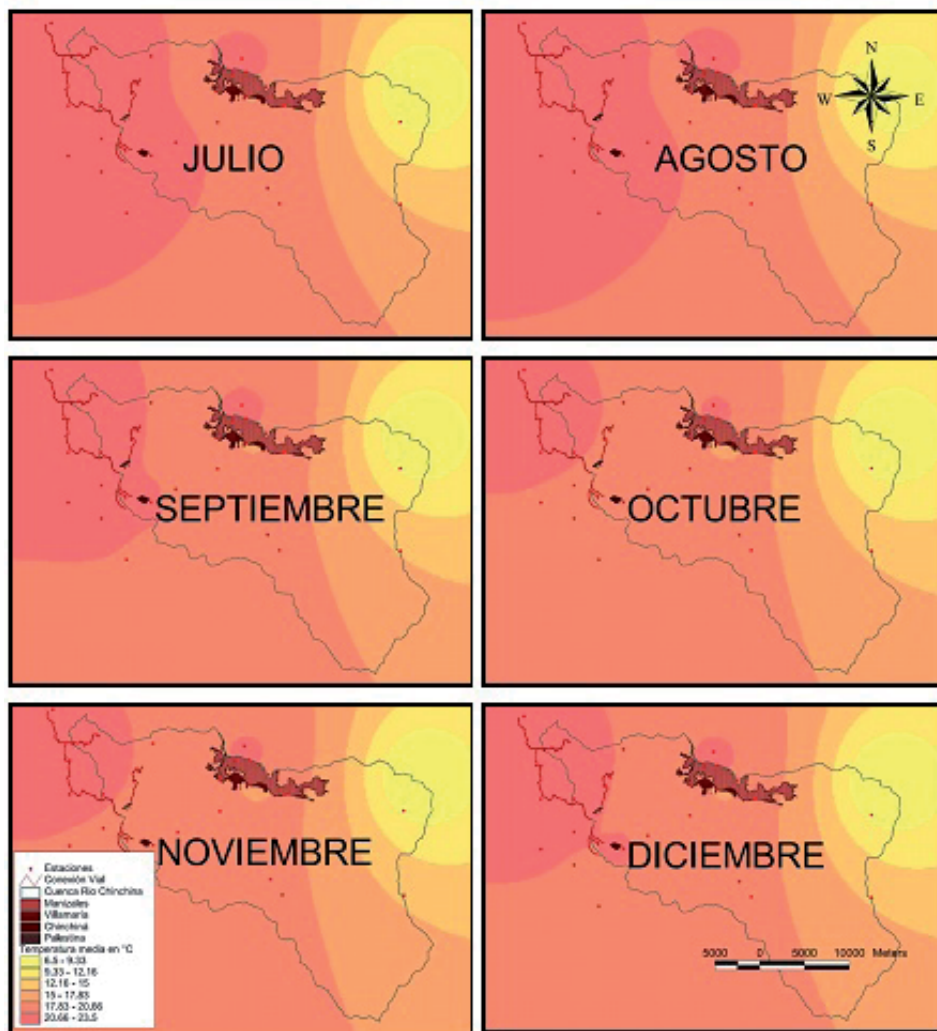 JULIO
AGOSTO
N
W E
S
SEPTIEMBRE
OCTUBRE
NOVIEMBRE
DICIEMBRE
Estaciones
Conexión Vial
Cuenca Rio Chinchina
Manizales
Villamaría
Chinchiná
Palestina
Temperatura media en °C
6.5 - 9.33
9.33 - 12.16
12.16 - 15
15 - 17.83
17.83 - 20.66
20.66 - 23.5
5000 0 5000 10000 Meters